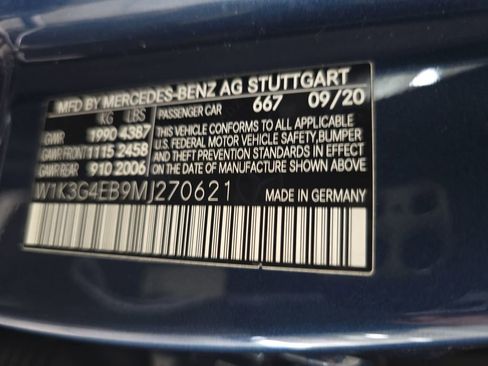 MFD BY MERCEDES-BENZ AG STUTTGART
KG LBS PASSENGER CAR 667 09/20
GVWR 1990 4387 THIS VEHICLE CONFORMS TO ALL APPLICABLE
GAWR FRONT 1115 2458 U.S. FEDERAL MOTOR VEHICLE SAFETY, BUMPER
GAWR REAR 910 2006 AND THEFT PREVENTION STANDARDS IN EFFECT
ON THE DATE OF MANUFACTURE SHOWN ABOVE.
W1K3G4EB9MJ270621 MADE IN GERMANY